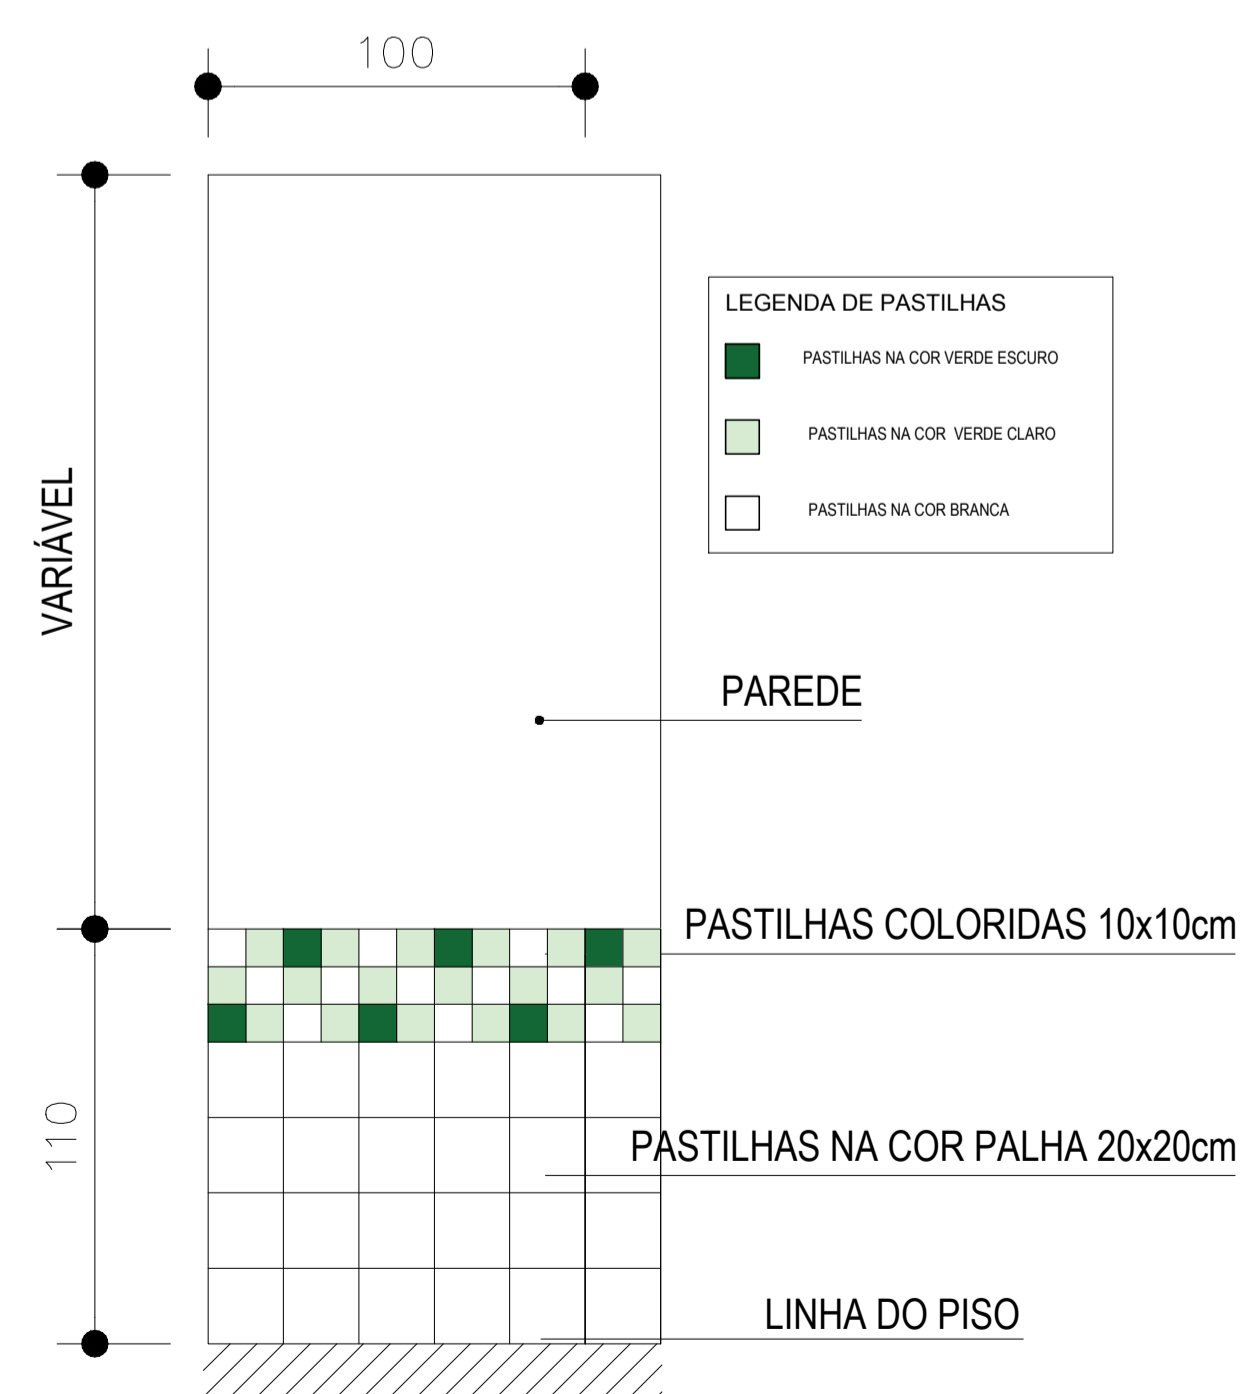 100
VARIÁVEL
LEGENDA DE PASTILHAS
PASTILHAS NA COR VERDE ESCURO
PASTILHAS NA COR VERDE CLARO
PASTILHAS NA COR BRANCA
PAREDE
PASTILHAS COLORIDAS 10x10cm
110
PASTILHAS NA COR PALHA 20x20cm
LINHA DO PISO